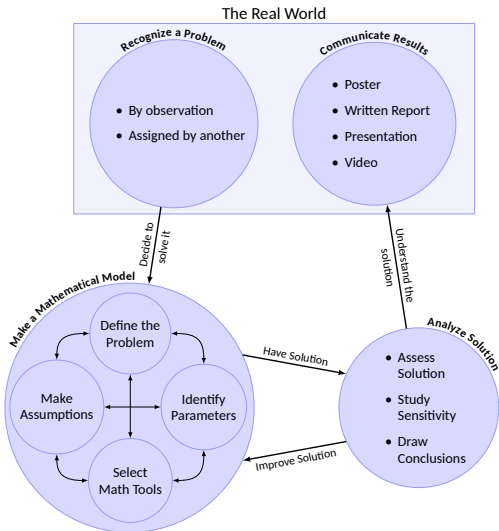 The Real World
Recognize a Problem
• By observation
• Assigned by another
Communicate Results
• Poster
• Written Report
• Presentation
• Video
Decide to
solve it
Understand the
solution
Make a Mathematical Model
Define the
Problem
Make
Assumptions
Identify
Parameters
Select
Math Tools
Have Solution
Improve Solution
Analyze Solution
• Assess
Solution
• Study
Sensitivity
• Draw
Conclusions